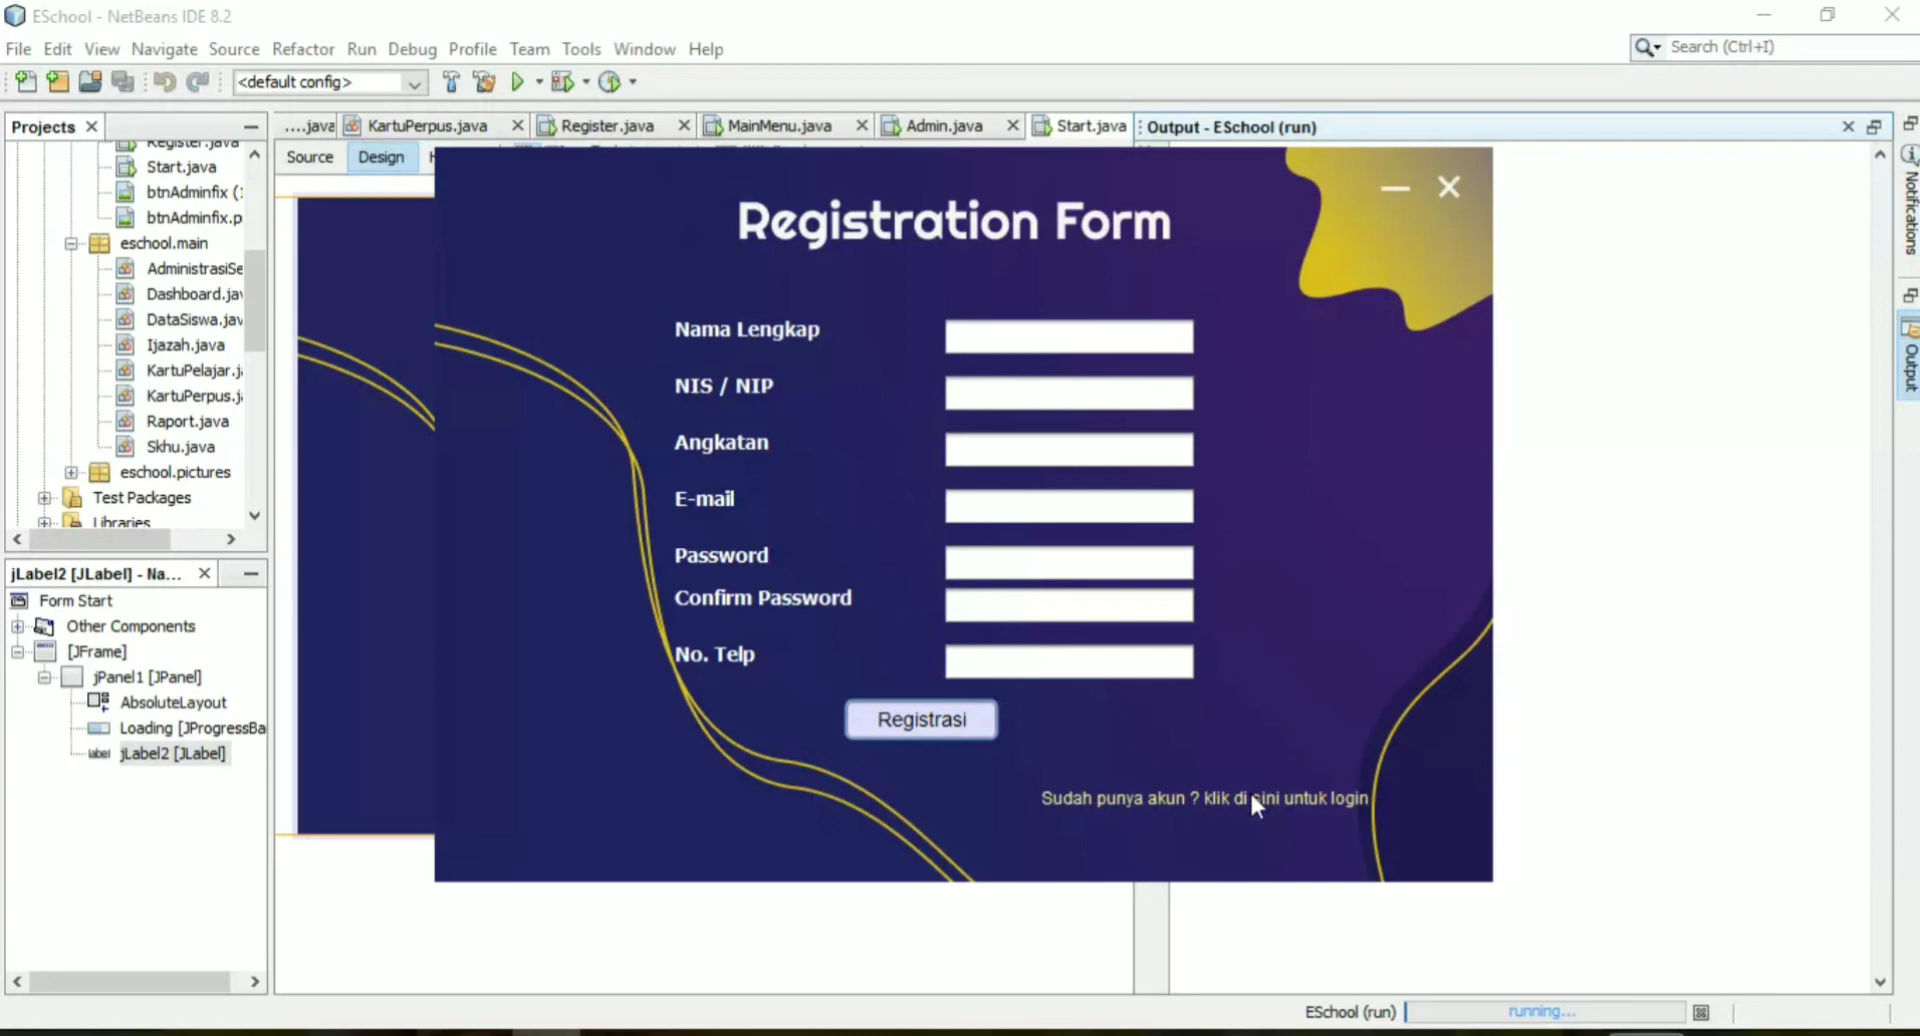 ESchool - NetBeans IDE 8.2
File Edit View Navigate Source Refactor Run Debug Profile Team Tools Window Help
Search (Ctrl+I)
<default config>
Projects
....java KartuPerpus.java Register.java MainMenu.java Admin.java Start.java
Output - ESchool (run)
Source Design
Register.java
Start.java
btnAdminfix (
btnAdminfix.p
eschool.main
AdministrasiSe
Dashboard.jav
DataSiswa.jav
Ijazah.java
KartuPelajar.j
KartuPerpus.j
Raport.java
Skhu.java
eschool.pictures
Test Packages
Libraries
jLabel2 [JLabel] - Na...
Form Start
Other Components
[JFrame]
jPanel1 [JPanel]
AbsoluteLayout
Loading [JProgressBa
label jLabel2 [JLabel]
Registration Form
Nama Lengkap
NIS / NIP
Angkatan
E-mail
Password
Confirm Password
No. Telp
Registrasi
Sudah punya akun ? klik di sini untuk login
Notifications
Output
ESchool (run) running...